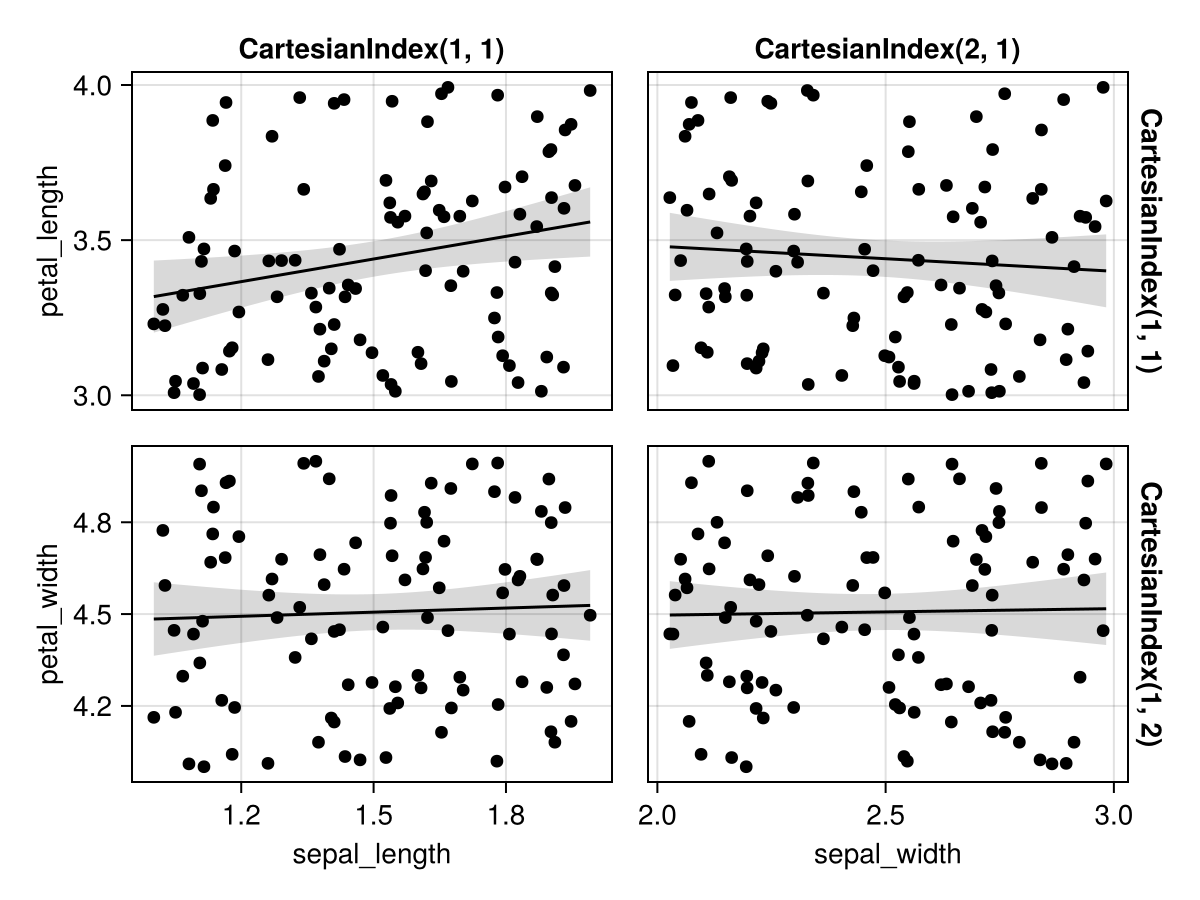 CartesianIndex(1, 1)
CartesianIndex(2, 1)
petal_length
4.0
3.5
3.0
CartesianIndex(1, 1)
petal_width
4.8
4.5
4.2
CartesianIndex(1, 2)
1.2
1.5
1.8
2.0
2.5
3.0
sepal_length
sepal_width